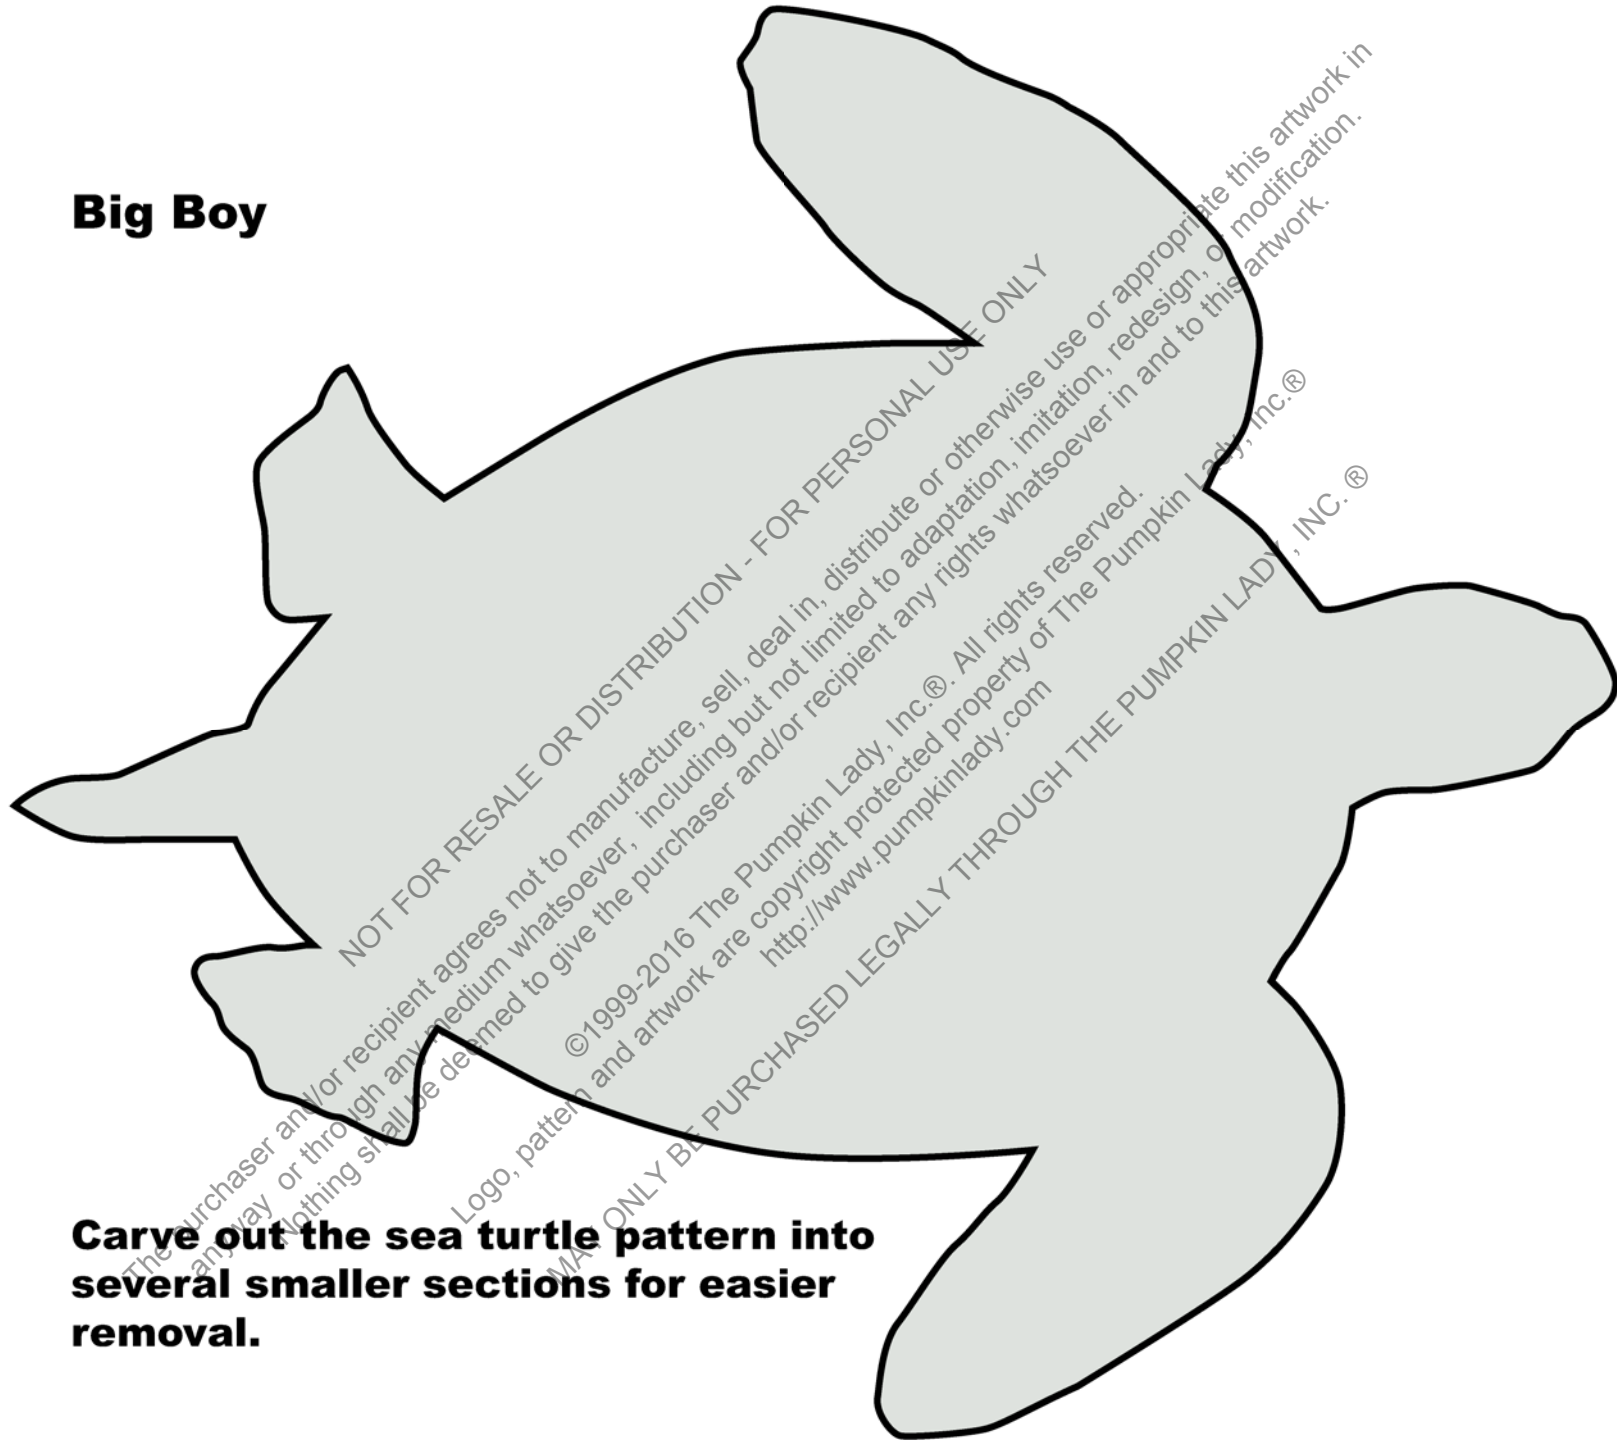 Big Boy
NOT FOR RESALE OR DISTRIBUTION - FOR PERSONAL USE ONLY
The purchaser and/or recipient agrees not to manufacture, sell, deal in, distribute or otherwise use or appropriate this artwork in
any way or through any medium whatsoever, including but not limited to adaptation, imitation, redesign, or modification.
Nothing shall be deemed to give the purchaser and/or recipient any rights whatsoever in and to this artwork.
©1999-2016 The Pumpkin Lady, Inc.®. All rights reserved.
Logo, pattern and artwork are copyright protected property of The Pumpkin Lady, Inc.®
http://www.pumpkinlady.com
MAY ONLY BE PURCHASED LEGALLY THROUGH THE PUMPKIN LADY, INC. ®
Carve out the sea turtle pattern into
several smaller sections for easier
removal.